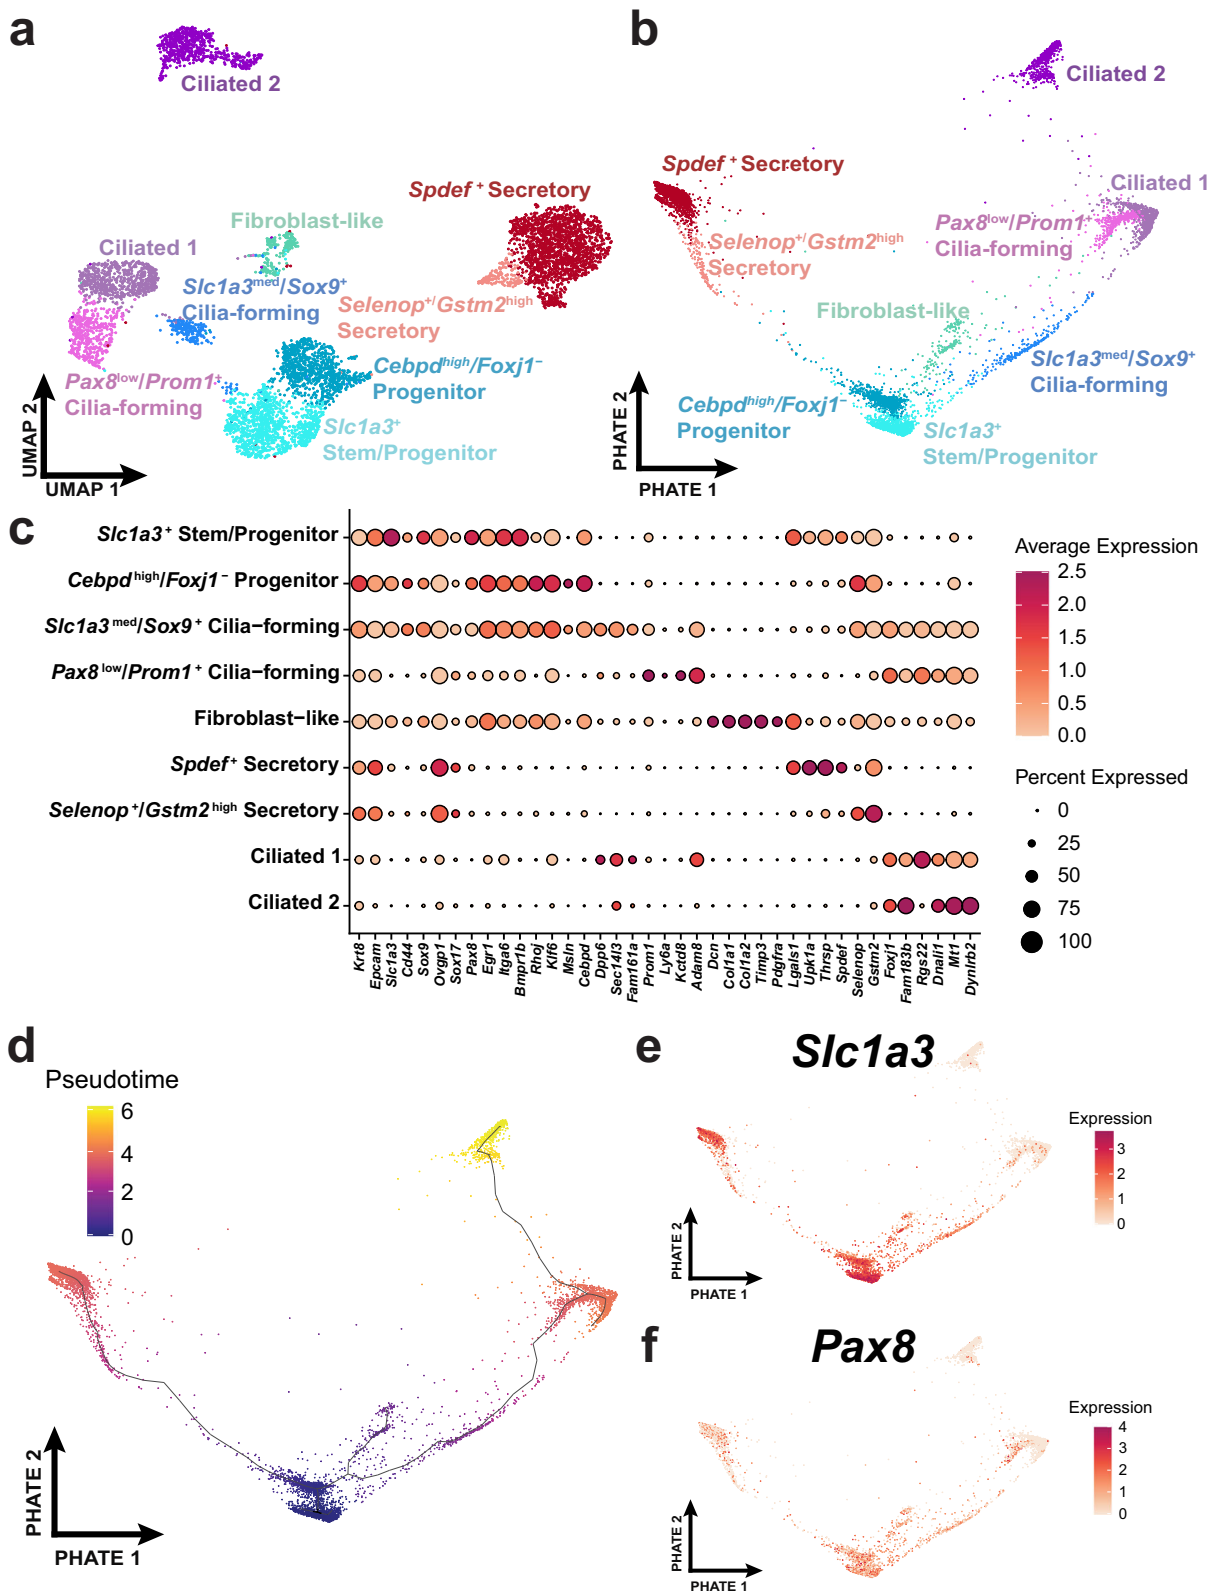 a
Ciliated 2
Spdef+ Secretory
Fibroblast-like
Ciliated 1
Slc1a3med/Sox9+
Cilia-forming
Selenop+/Gstm2high
Secretory
Cebpdhigh/Foxj1−
Progenitor
Pax8low/Prom1+
Cilia-forming
Slc1a3+
Stem/Progenitor
UMAP 2
UMAP 1
b
Ciliated 2
Spdef+ Secretory
Ciliated 1
Pax8low/Prom1+
Cilia-forming
Selenop+/Gstm2high
Secretory
Fibroblast-like
Slc1a3med/Sox9+
Cilia-forming
Cebpdhigh/Foxj1−
Progenitor
Slc1a3+
Stem/Progenitor
PHATE 2
PHATE 1
c
Slc1a3+ Stem/Progenitor
Cebpdhigh/Foxj1− Progenitor
Slc1a3med/Sox9+ Cilia−forming
Pax8low/Prom1+ Cilia−forming
Fibroblast−like
Spdef+ Secretory
Selenop+/Gstm2high Secretory
Ciliated 1
Ciliated 2
Krt8
Epcam
Slc1a3
Cd44
Sox9
Ovgp1
Sox17
Pax8
Egr1
Itga6
Bmpr1b
Rhoj
Klf6
Msln
Cebpd
Dpp6
Sec14l3
Fam161a
Prom1
Ly6a
Kctd8
Adam8
Dcn
Col1a1
Col1a2
Timp3
Pdgfra
Lgals1
Upk1a
Thrsp
Spdef
Selenop
Gstm2
Foxj1
Fam183b
Rgs22
Dnali1
Mt1
Dynlrb2
Average Expression
2.5
2.0
1.5
1.0
0.5
0.0
Percent Expressed
0
25
50
75
100
d
Pseudotime
6
4
2
0
PHATE 2
PHATE 1
e
Slc1a3
Expression
3
2
1
0
PHATE 2
PHATE 1
f
Pax8
Expression
4
3
2
1
0
PHATE 2
PHATE 1